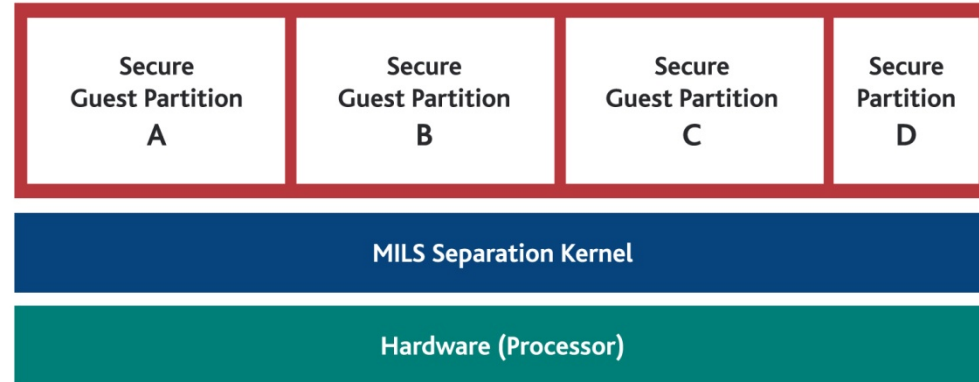 Secure
Guest Partition
A
Secure
Guest Partition
B
Secure
Guest Partition
C
Secure
Partition
D
MILS Separation Kernel
Hardware (Processor)